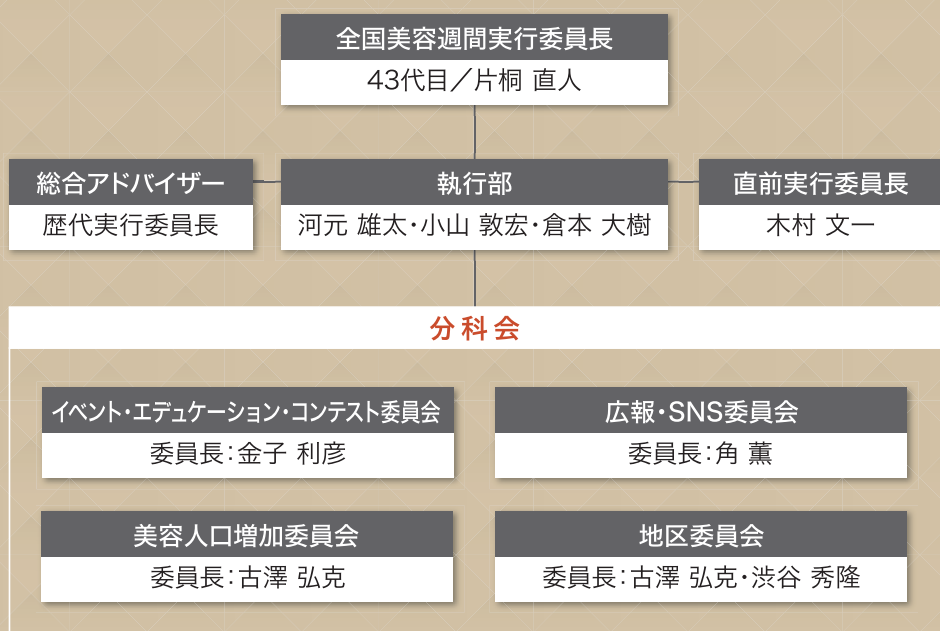 全国美容週間実行委員長
43代目／片桐 直人
総合アドバイザー
歴代実行委員長
執行部
河元 雄太・小山 敦宏・倉本 大樹
直前実行委員長
木村 文一
分科会
イベント・エデュケーション・コンテスト委員会
委員長：金子 利彦
広報・SNS委員会
委員長：角 薫
美容人口増加委員会
委員長：古澤 弘克
地区委員会
委員長：古澤 弘克・渋谷 秀隆